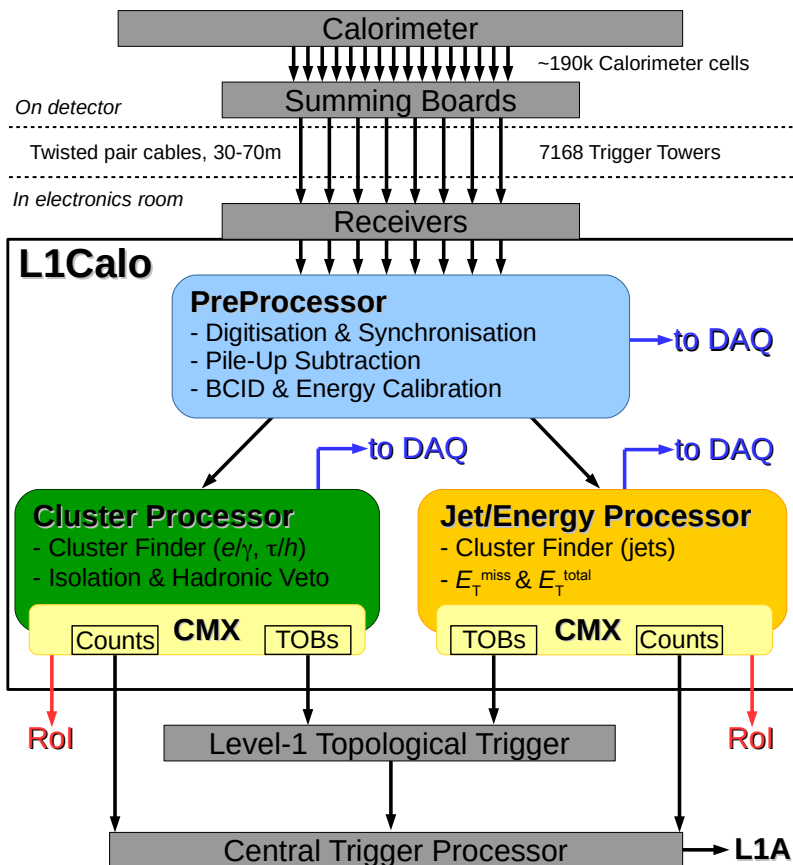 Calorimeter
~190k Calorimeter cells
Summing Boards
On detector
Twisted pair cables, 30-70m
7168 Trigger Towers
In electronics room
Receivers
L1Calo
PreProcessor
- Digitisation & Synchronisation
- Pile-Up Subtraction
- BCID & Energy Calibration
to DAQ
to DAQ
to DAQ
Cluster Processor
- Cluster Finder (e/γ, τ/h)
- Isolation & Hadronic Veto
Jet/Energy Processor
- Cluster Finder (jets)
- E_T^miss & E_T^total
Counts
CMX
TOBs
TOBs
CMX
Counts
RoI
Level-1 Topological Trigger
RoI
Central Trigger Processor
L1A